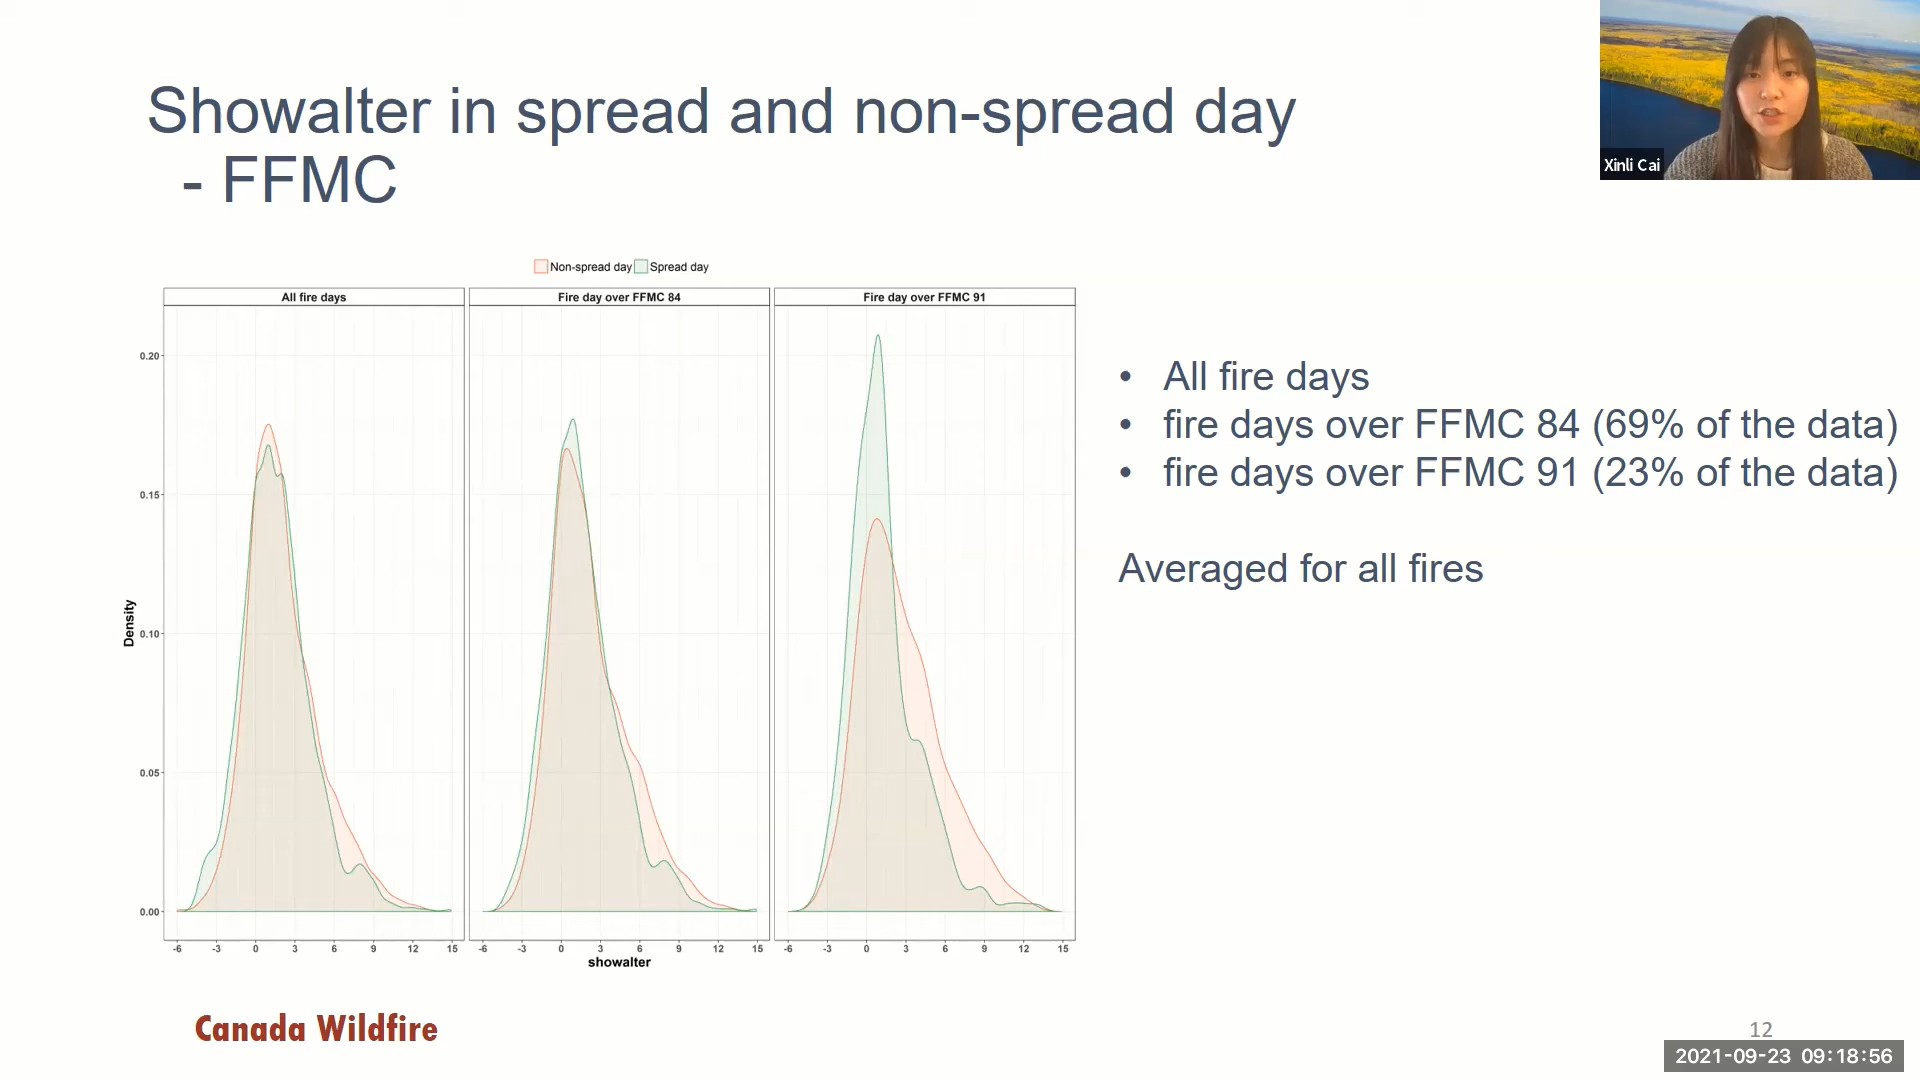 Showalter in spread and non-spread day
- FFMC
Xinli Cai
Non-spread day Spread day
All fire days
Fire day over FFMC 84
Fire day over FFMC 91
0.20
0.15
0.10
0.05
0.00
Density
-6 -3 0 3 6 9 12 15
-6 -3 0 3 6 9 12 15
-6 -3 0 3 6 9 12 15
showalter
• All fire days
• fire days over FFMC 84 (69% of the data)
• fire days over FFMC 91 (23% of the data)
Averaged for all fires
Canada Wildfire
12
2021-09-23 09:18:56